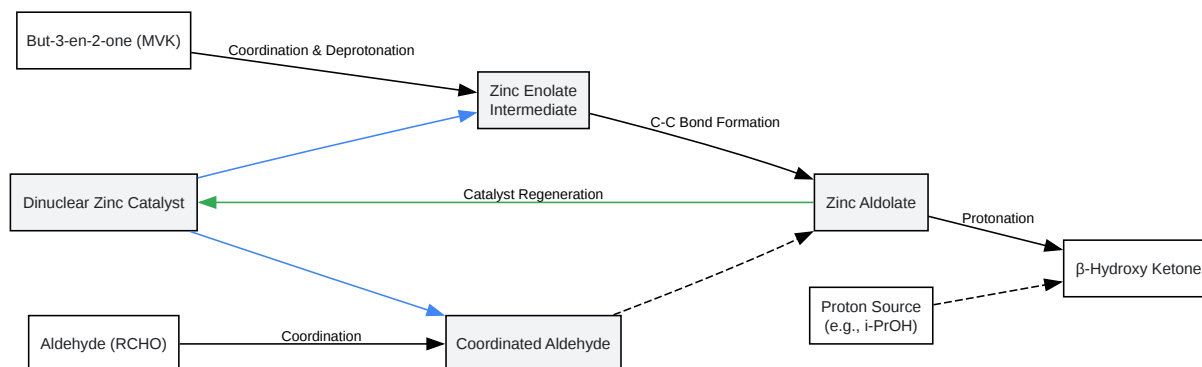 But-3-en-2-one (MVK)
Coordination & Deprotonation
Zinc Enolate
Intermediate
C-C Bond Formation
Dinuclear Zinc Catalyst
Catalyst Regeneration
Zinc Aldolate
Protonation
β-Hydroxy Ketone
Proton Source
(e.g., i-PrOH)
Aldehyde (RCHO)
Coordination
Coordinated Aldehyde